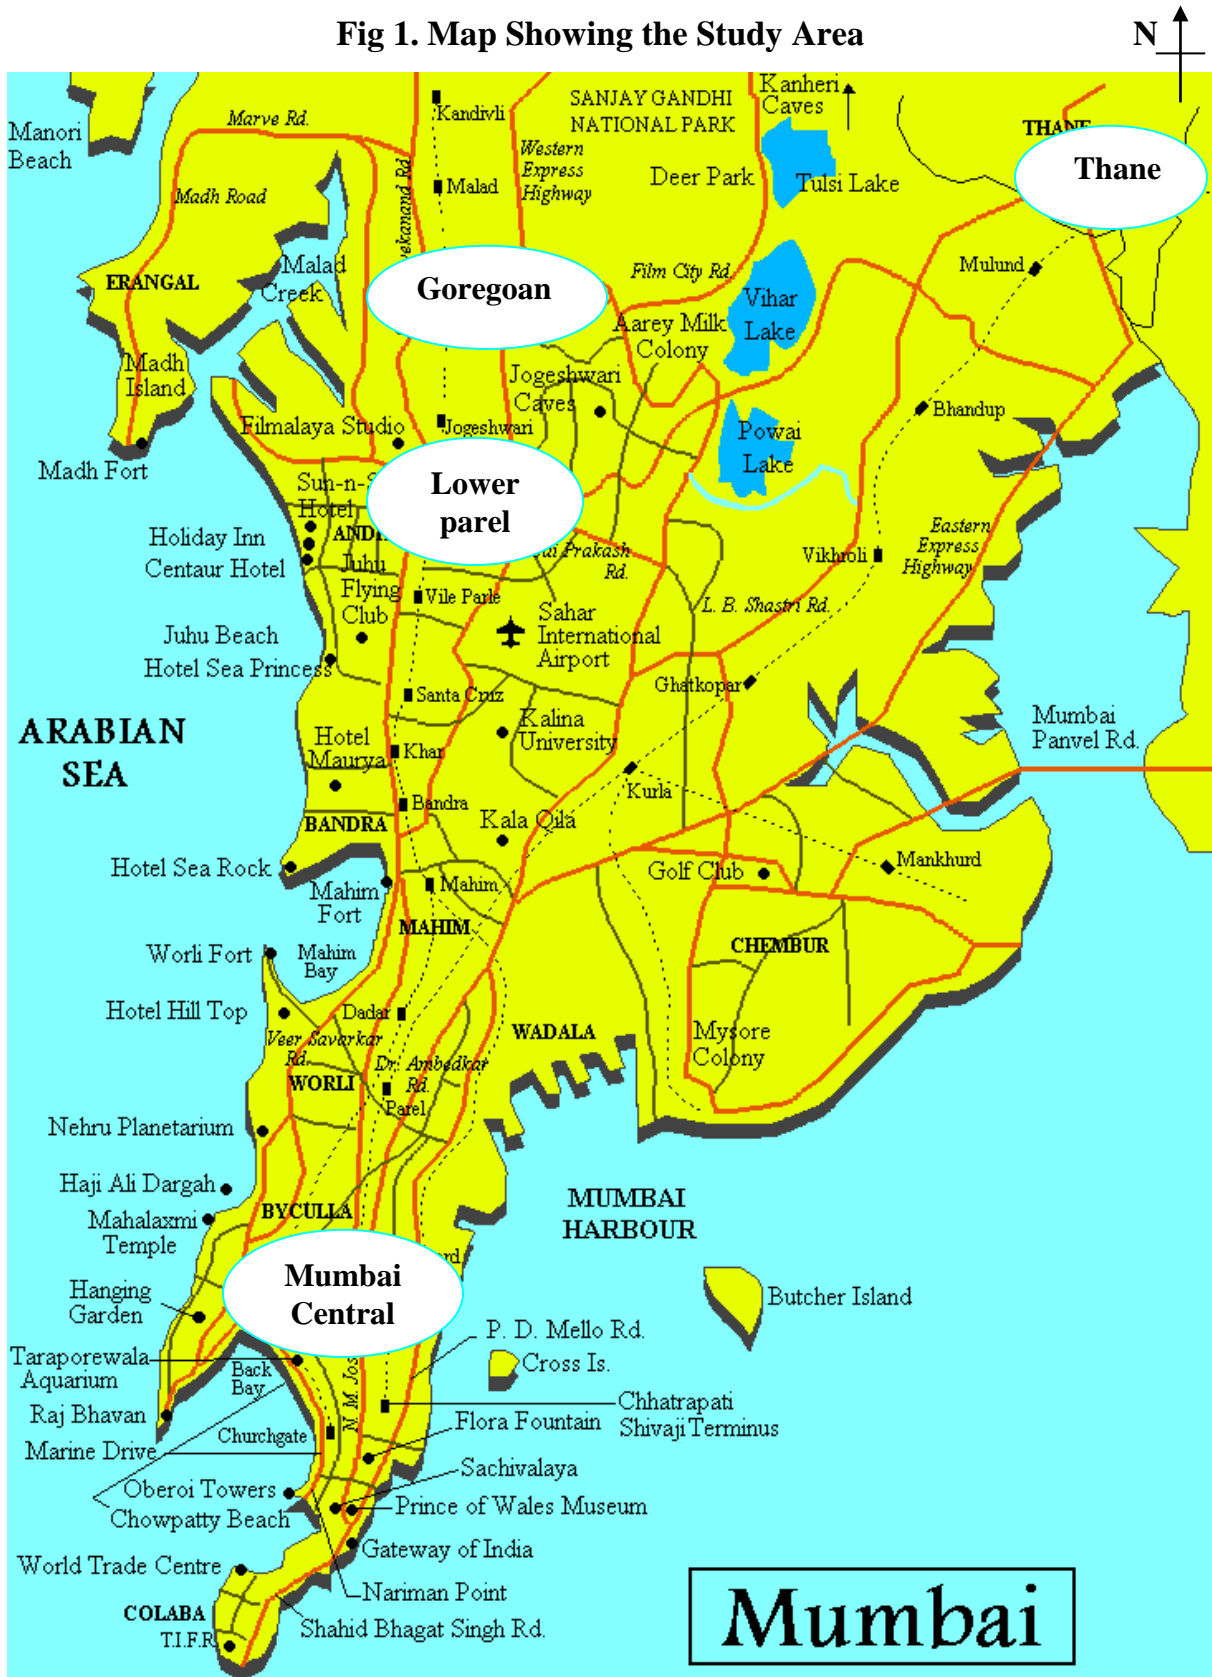 Fig 1. Map Showing the Study Area
N
Kanheri
Caves
SANJAY GANDHI
NATIONAL PARK
Kandivli
Marve Rd.
Manori
Beach
Western
Express
Highway
THANE
Thane
Deer Park
Tulsi Lake
Malad
Madh Road
Malad
Creek
ERANGAL
Goregoan
Film City Rd.
Mulund
Vihar
Lake
Aarey Milk
Colony
Madh
Island
Jogeshwari
Caves
Bhandup
Filmalaya Studio
Jogeshwari
Powai
Lake
Madh Fort
Lower
parel
Hotel
Holiday Inn
Centaur Hotel
Juhu
Flying
Club
Prakash
Rd.
Eastern
Express
Highway
Vikhroli
Vile Parle
L. B. Shastri Rd.
Sahar
International
Airport
Juhu Beach
Hotel Sea Princess
Ghatkopar
Santa Cruz
ARABIAN
SEA
Kalina
University
Mumbai
Panvel Rd.
Hotel
Maurya
Khar
Kurla
Bandra
BANDRA
Kala Qila
Hotel Sea Rock
Mahim
Fort
Mahim
Golf Club
Mankhurd
MAHIM
CHEMBUR
Worli Fort
Mahim
Bay
Hotel Hill Top
Dadar
Veer Savarkar
Rd.
WADALA
Mysore
Colony
WORLI
Dr. Ambedkar
Rd.
Parel
Nehru Planetarium
Haji Ali Dargah
MUMBAI
HARBOUR
Mahalaxmi
Temple
BYCULLA
Mumbai
Central
Hanging
Garden
Butcher Island
P. D. Mello Rd.
Taraporewala
Aquarium
Back
Bay
Cross Is.
N. M. Jos
Raj Bhavan
Chhatrapati
Shivaji Terminus
Churchgate
Flora Fountain
Marine Drive
Sachivalaya
Oberoi Towers
Chowpatty Beach
Prince of Wales Museum
Gateway of India
World Trade Centre
Nariman Point
COLABA
T.I.F.R
Shahid Bhagat Singh Rd.
Mumbai